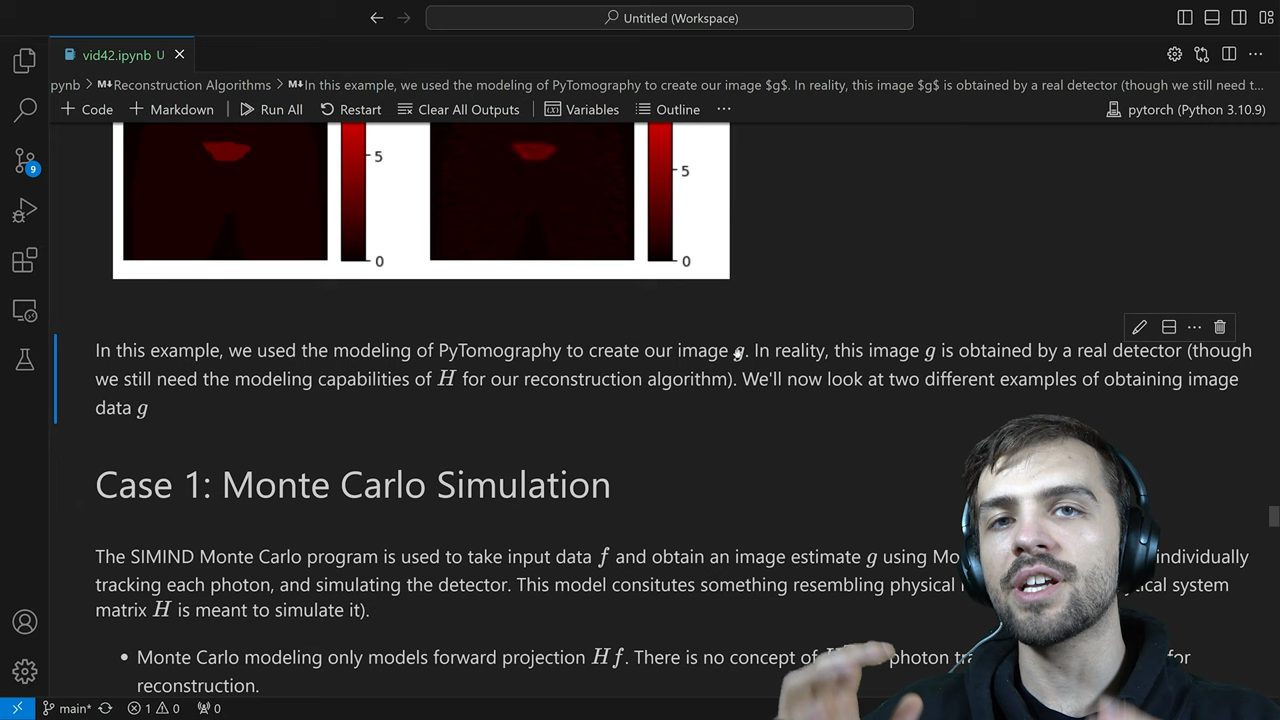 Untitled (Workspace)
vid42.ipynb U
pynb > Reconstruction Algorithms > In this example, we used the modeling of PyTomography to create our image $g$. In reality, this image $g$ is obtained by a real detector (though we still need t...
+ Code + Markdown Run All Restart Clear All Outputs Variables Outline ... pytorch (Python 3.10.9)
5 5
0 0
9
In this example, we used the modeling of PyTomography to create our image g. In reality, this image g is obtained by a real detector (though
we still need the modeling capabilities of H for our reconstruction algorithm). We'll now look at two different examples of obtaining image
data g
Case 1: Monte Carlo Simulation
The SIMIND Monte Carlo program is used to take input data f and obtain an image estimate g using individually
tracking each photon, and simulating the detector. This model consitutes something resembling physical system
matrix H is meant to simulate it).
• Monte Carlo modeling only models forward projection Hf. There is no concept of photon for
reconstruction.
main* 1 0 0